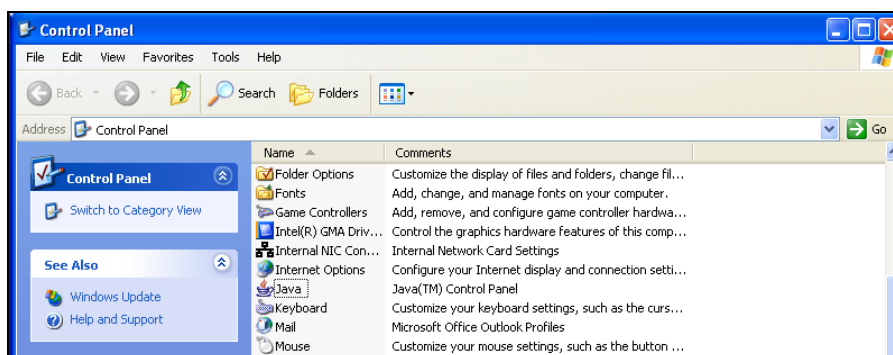 Control Panel
File Edit View Favorites Tools Help
Back Search Folders
Address Control Panel Go
Name Comments
Control Panel
Switch to Category View
See Also
Windows Update
Help and Support
Folder Options Customize the display of files and folders, change fil...
Fonts Add, change, and manage fonts on your computer.
Game Controllers Add, remove, and configure game controller hardwa...
Intel(R) GMA Driv... Control the graphics hardware features of this comp...
Internal NIC Con... Internal Network Card Settings
Internet Options Configure your Internet display and connection setti...
Java Java(TM) Control Panel
Keyboard Customize your keyboard settings, such as the curs...
Mail Microsoft Office Outlook Profiles
Mouse Customize your mouse settings, such as the button ...